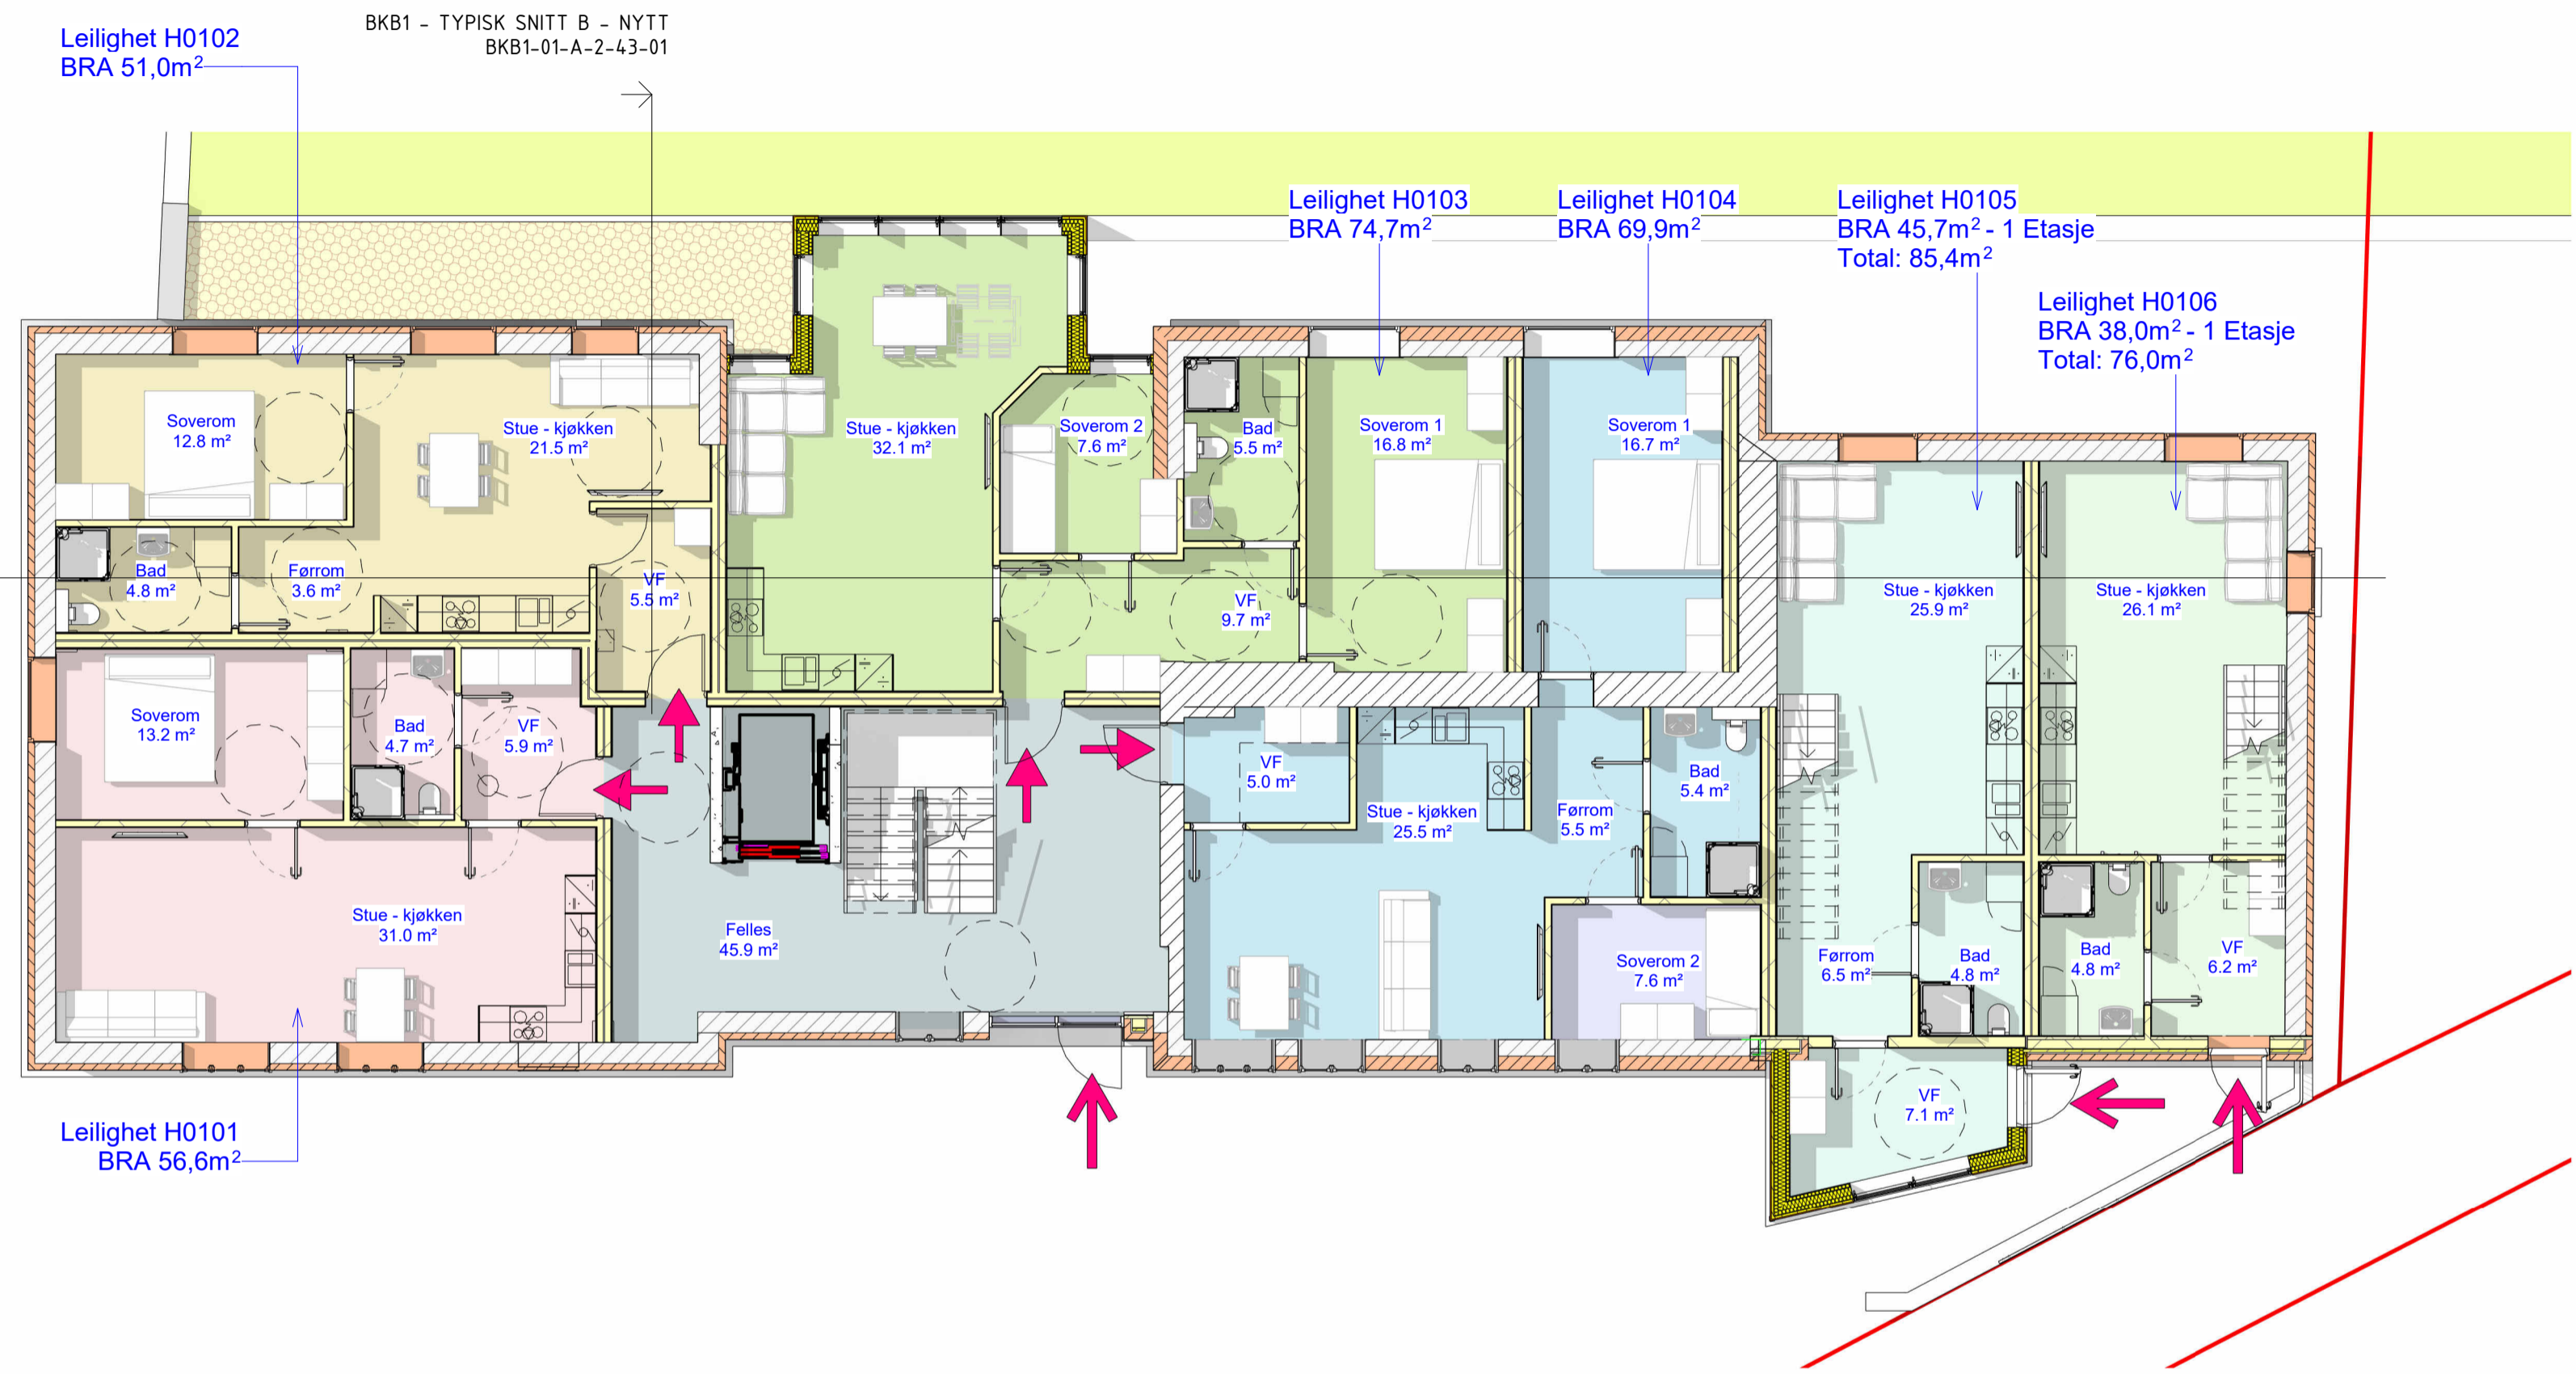 BKB1 - TYPISK SNITT B - NYTT
BKB1-01-A-2-43-01
Leilighet H0102
BRA 51,0m²
Leilighet H0103
BRA 74,7m²
Leilighet H0104
BRA 69,9m²
Leilighet H0105
BRA 45,7m² - 1 Etasje
Total: 85,4m²
Leilighet H0106
BRA 38,0m² - 1 Etasje
Total: 76,0m²
Soverom
12.8 m²
Stue - kjøkken
21.5 m²
Bad
4.8 m²
Førrom
3.6 m²
VF
5.5 m²
Stue - kjøkken
32.1 m²
Soverom 2
7.6 m²
Bad
5.5 m²
Soverom 1
16.8 m²
VF
9.7 m²
Soverom 1
16.7 m²
Stue - kjøkken
25.9 m²
Stue - kjøkken
26.1 m²
Soverom
13.2 m²
Bad
4.7 m²
VF
5.9 m²
Stue - kjøkken
31.0 m²
Felles
45.9 m²
VF
5.0 m²
Stue - kjøkken
25.5 m²
Førrom
5.5 m²
Bad
5.4 m²
Soverom 2
7.6 m²
Førrom
6.5 m²
Bad
4.8 m²
Bad
4.8 m²
VF
6.2 m²
VF
7.1 m²
Leilighet H0101
BRA 56,6m²